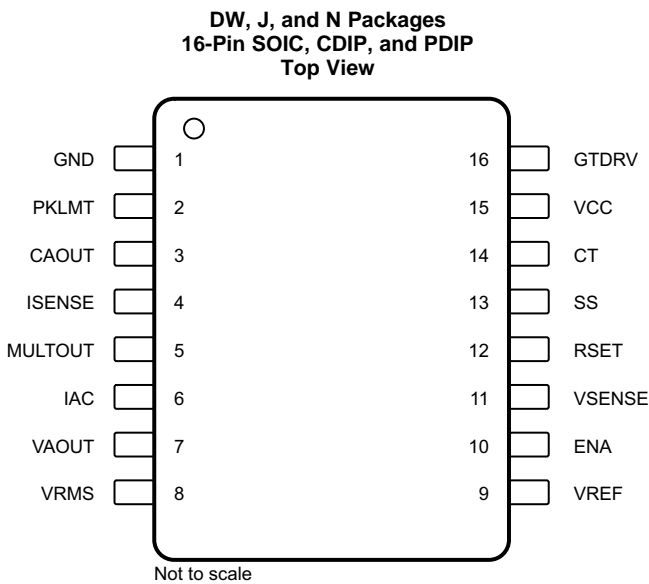 DW, J, and N Packages
16-Pin SOIC, CDIP, and PDIP
Top View
GND 1 16 GTDRV
PKLMT 2 15 VCC
CAOUT 3 14 CT
ISENSE 4 13 SS
MULTOUT 5 12 RSET
IAC 6 11 VSENSE
VAOUT 7 10 ENA
VRMS 8 9 VREF
Not to scale